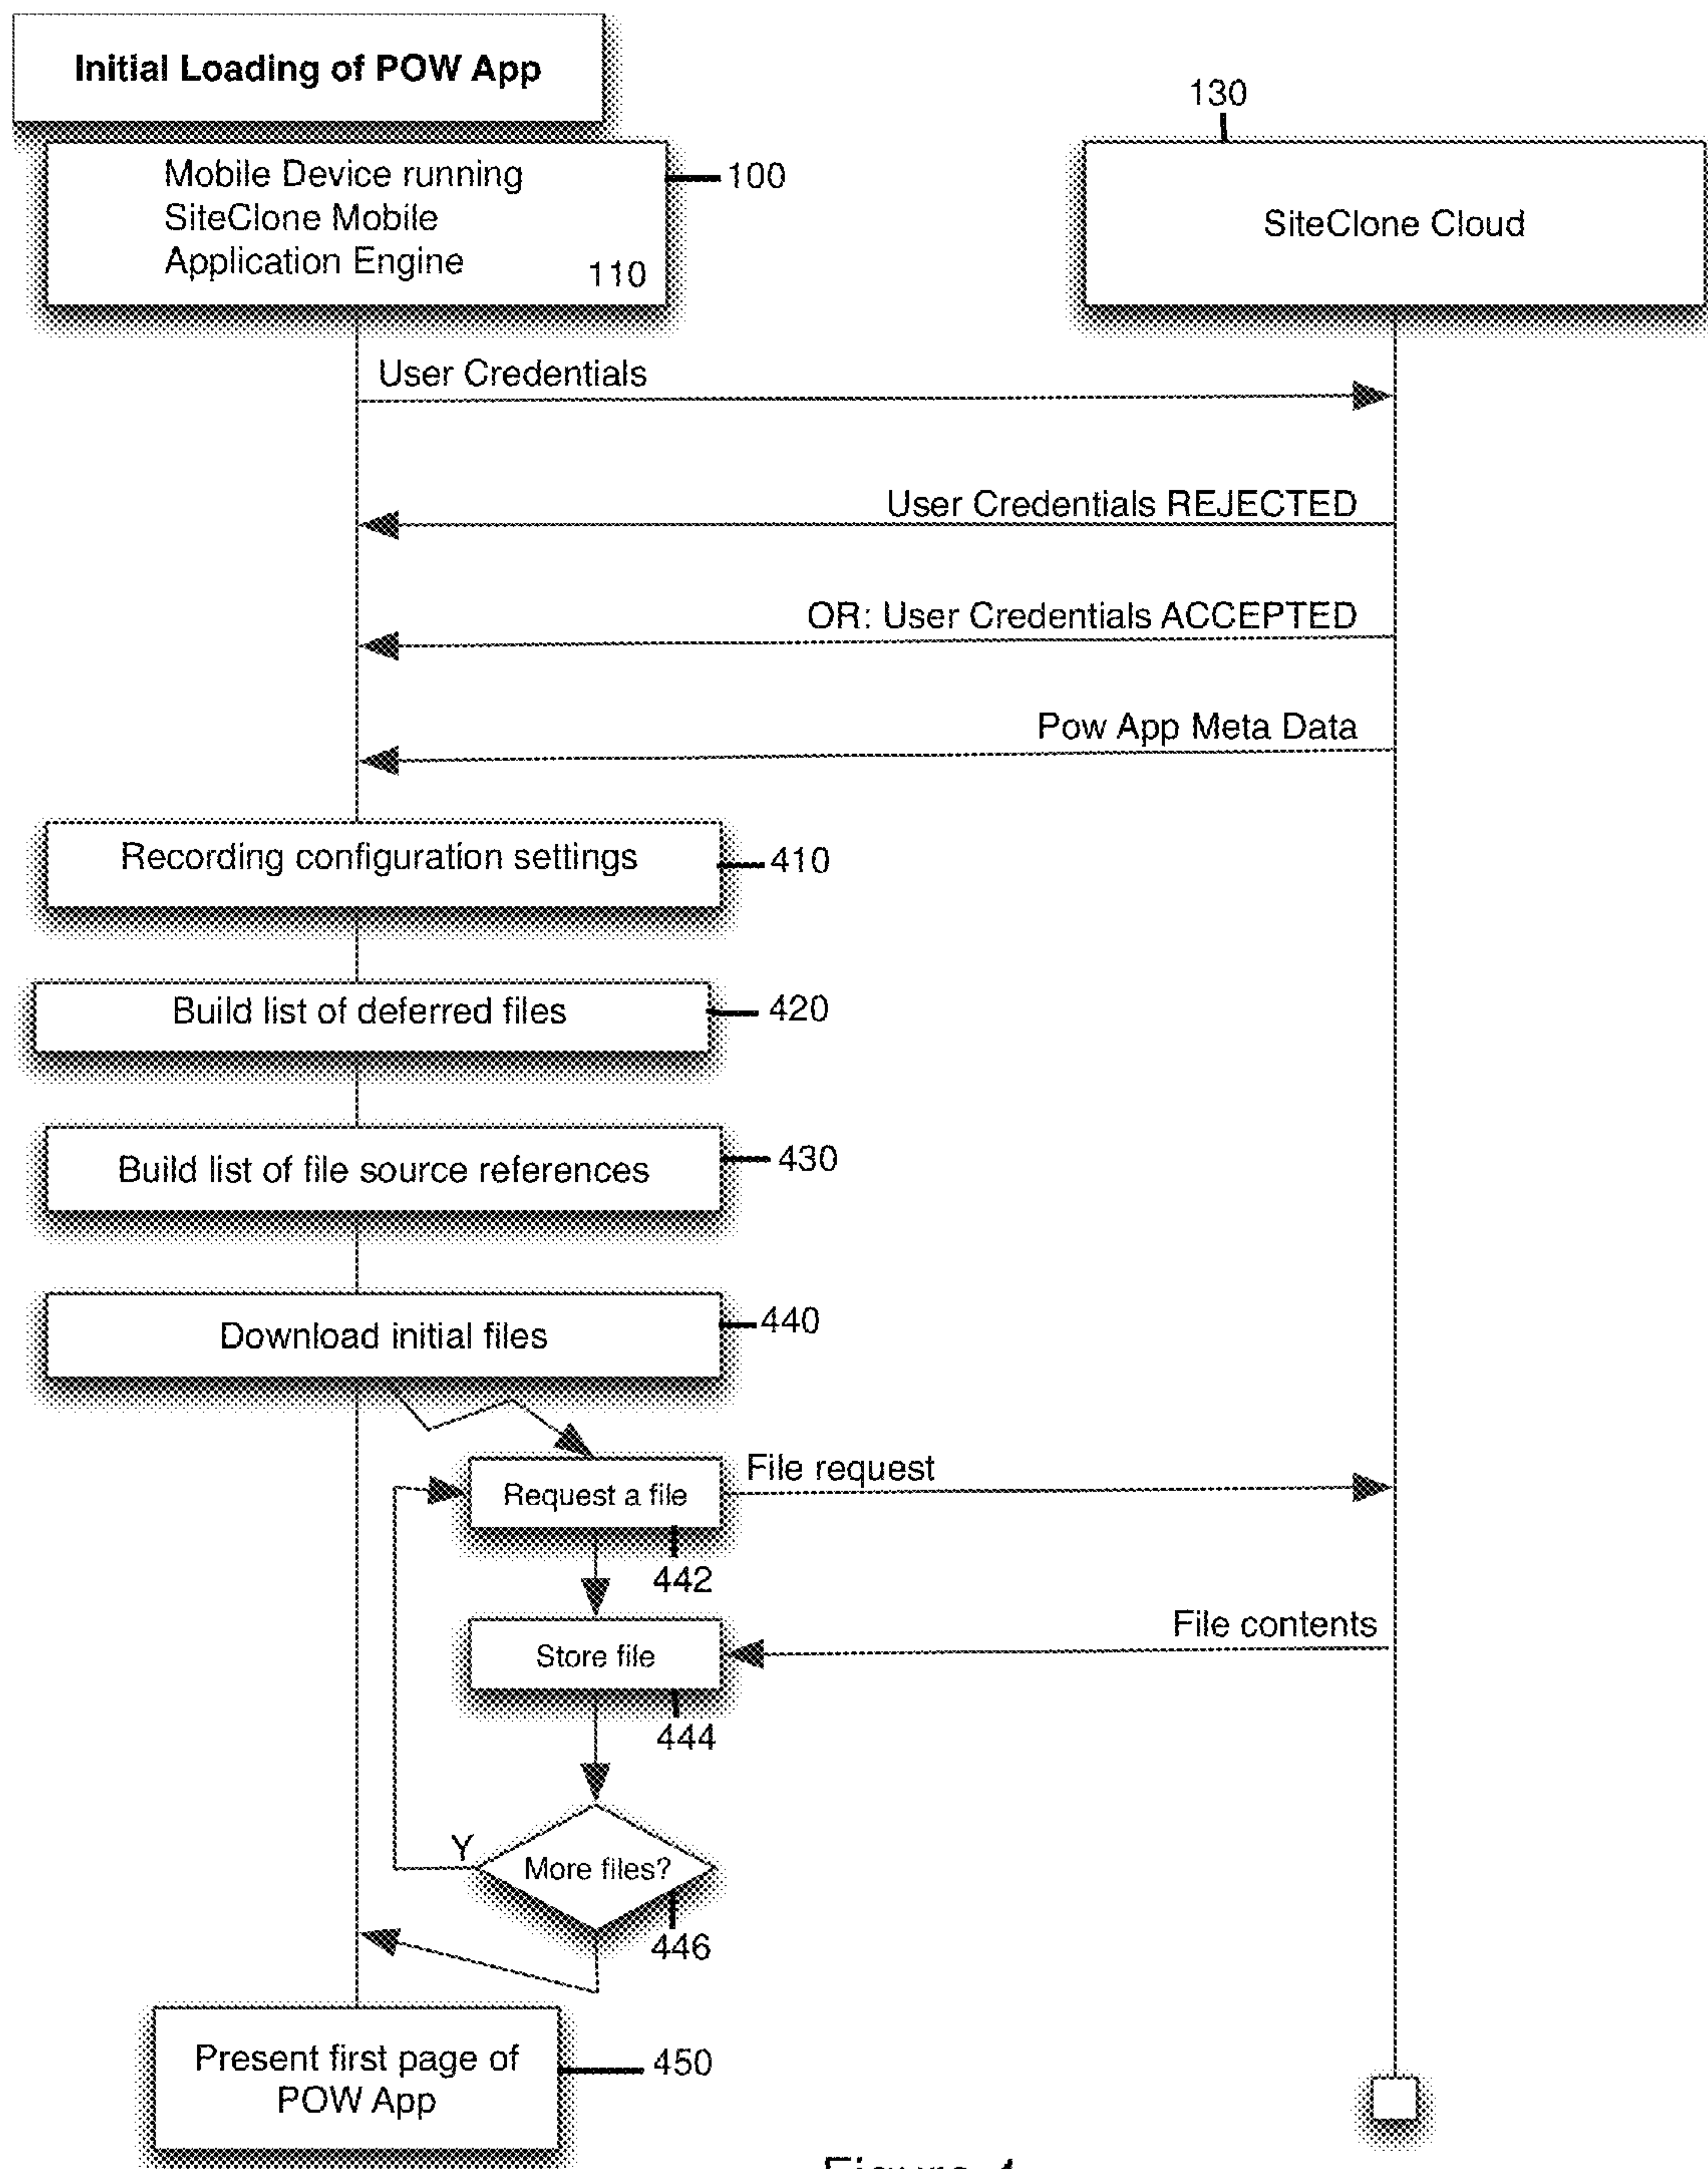 Initial Loading of POW App
130
Mobile Device running
SiteClone Mobile
Application Engine
100
110
SiteClone Cloud
User Credentials
User Credentials REJECTED
OR: User Credentials ACCEPTED
Pow App Meta Data
Recording configuration settings
410
Build list of deferred files
420
Build list of file source references
430
Download initial files
440
Request a file
File request
442
File contents
Store file
444
Y
More files?
446
Present first page of
POW App
450